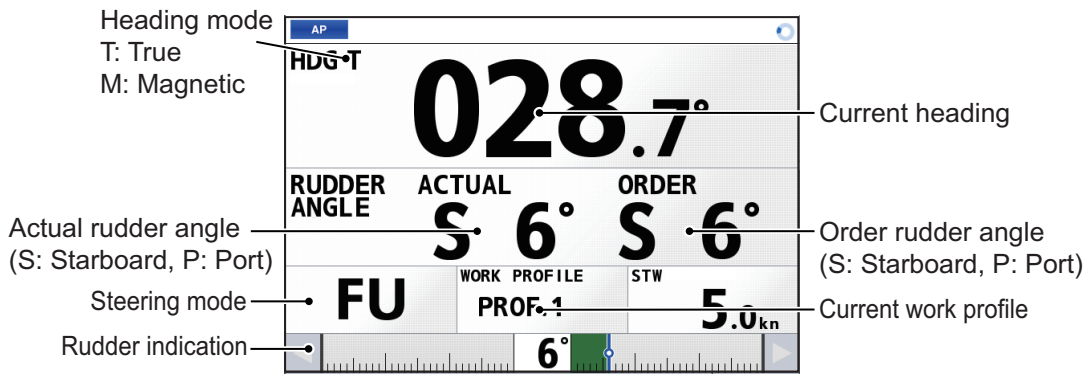 Heading mode
T: True
M: Magnetic
AP
HDG T
028.7°
Current heading
RUDDER ANGLE
ACTUAL
S 6°
ORDER
S 6°
Actual rudder angle
(S: Starboard, P: Port)
Order rudder angle
(S: Starboard, P: Port)
Steering mode
FU
WORK PROFILE
PROF.1
STW
5.0kn
Current work profile
Rudder indication
6°